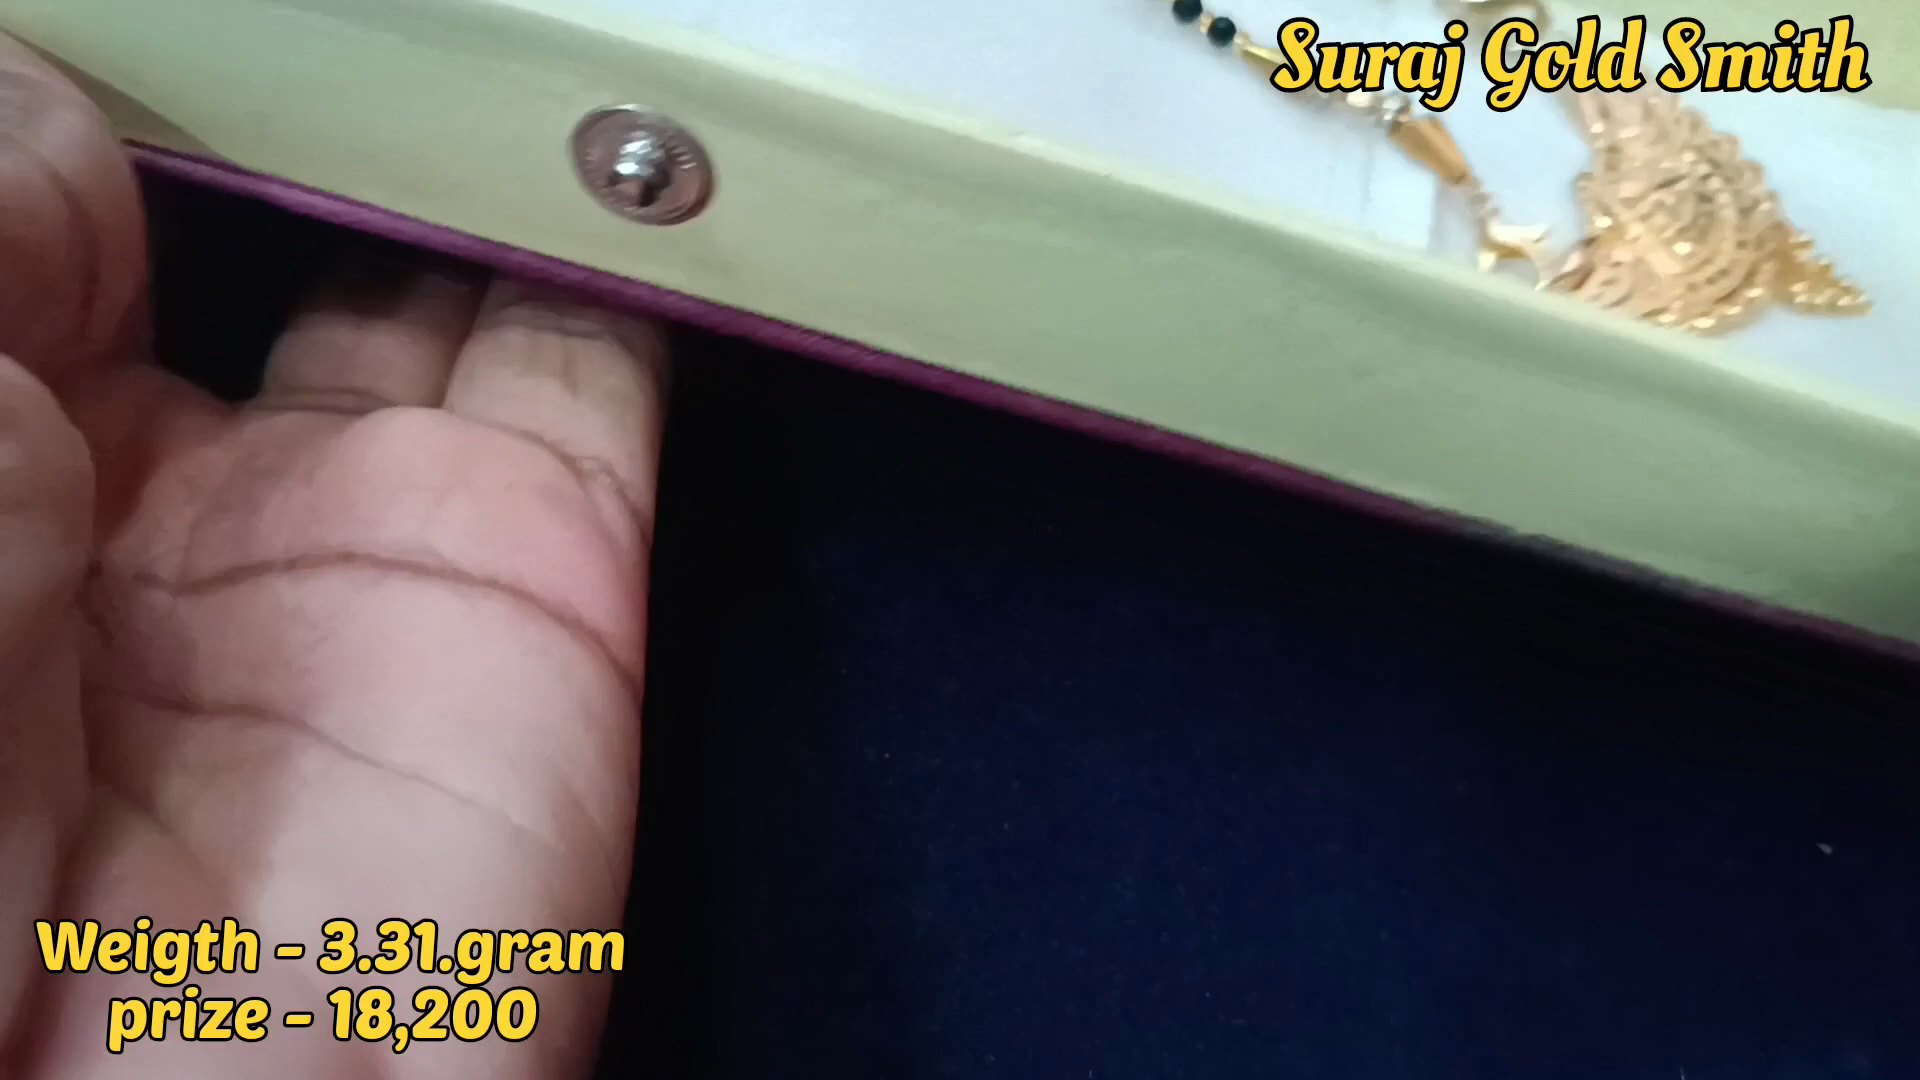 Suraj Gold Smith
Weigth - 3.31.gram
prize - 18,200